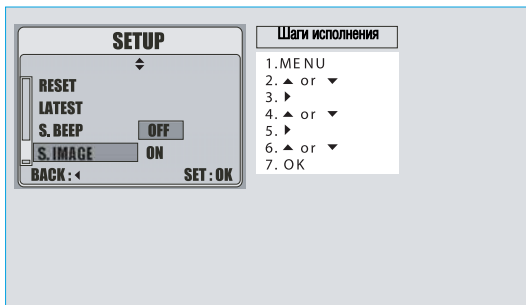 SETUP
RESET
LATEST
S. BEEP OFF
S. IMAGE ON
BACK : ◂ SET : OK
Шаги исполнения
1.MENU
2. ▲ or ▼
3. ▶
4. ▲ or ▼
5. ▶
6. ▲ or ▼
7. OK